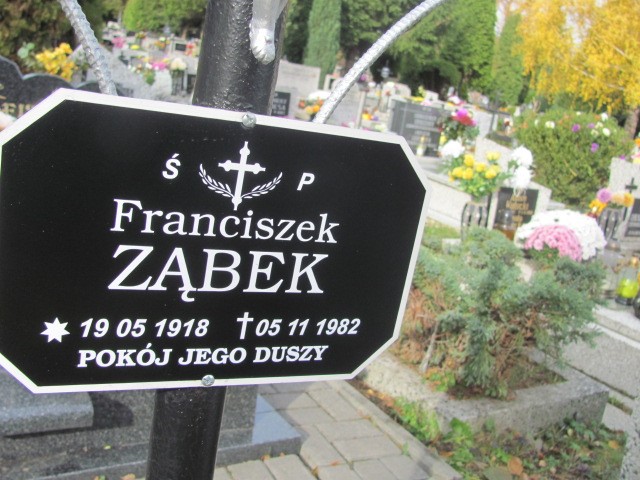 Ś P
Franciszek
ZĄBEK
19 05 1918 05 11 1982
POKÓJ JEGO DUSZY